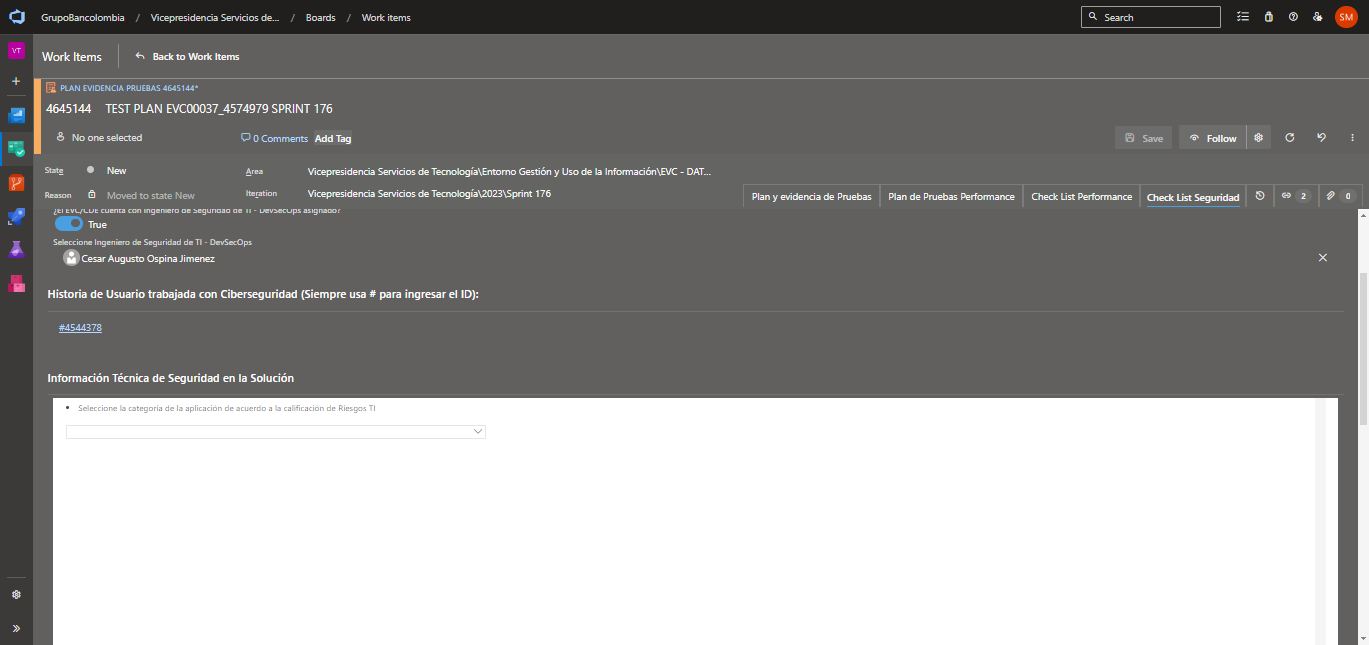 GrupoBancolombia / Vicepresidencia Servicios de... / Boards / Work items
Search
SM
VT
Work Items
Back to Work Items
PLAN EVIDENCIA PRUEBAS 4645144*
4645144 TEST PLAN EVC00037_4574979 SPRINT 176
No one selected
0 Comments
Add Tag
Save
Follow
State
New
Area
Vicepresidencia Servicios de Tecnología\Entorno Gestión y Uso de la Información\EVC - DAT...
Reason
Moved to state New
Iteration
Vicepresidencia Servicios de Tecnología\2023\Sprint 176
Plan y evidencia de Pruebas
Plan de Pruebas Performance
Check List Performance
Check List Seguridad
2
0
¿El EVC/CDE cuenta con Ingeniero de Seguridad de TI - DevSecOps asignado?
True
Seleccione Ingeniero de Seguridad de TI - DevSecOps
Cesar Augusto Ospina Jimenez
Historia de Usuario trabajada con Ciberseguridad (Siempre usa # para ingresar el ID):
#4544378
Información Técnica de Seguridad en la Solución
• Seleccione la categoría de la aplicación de acuerdo a la calificación de Riesgos TI